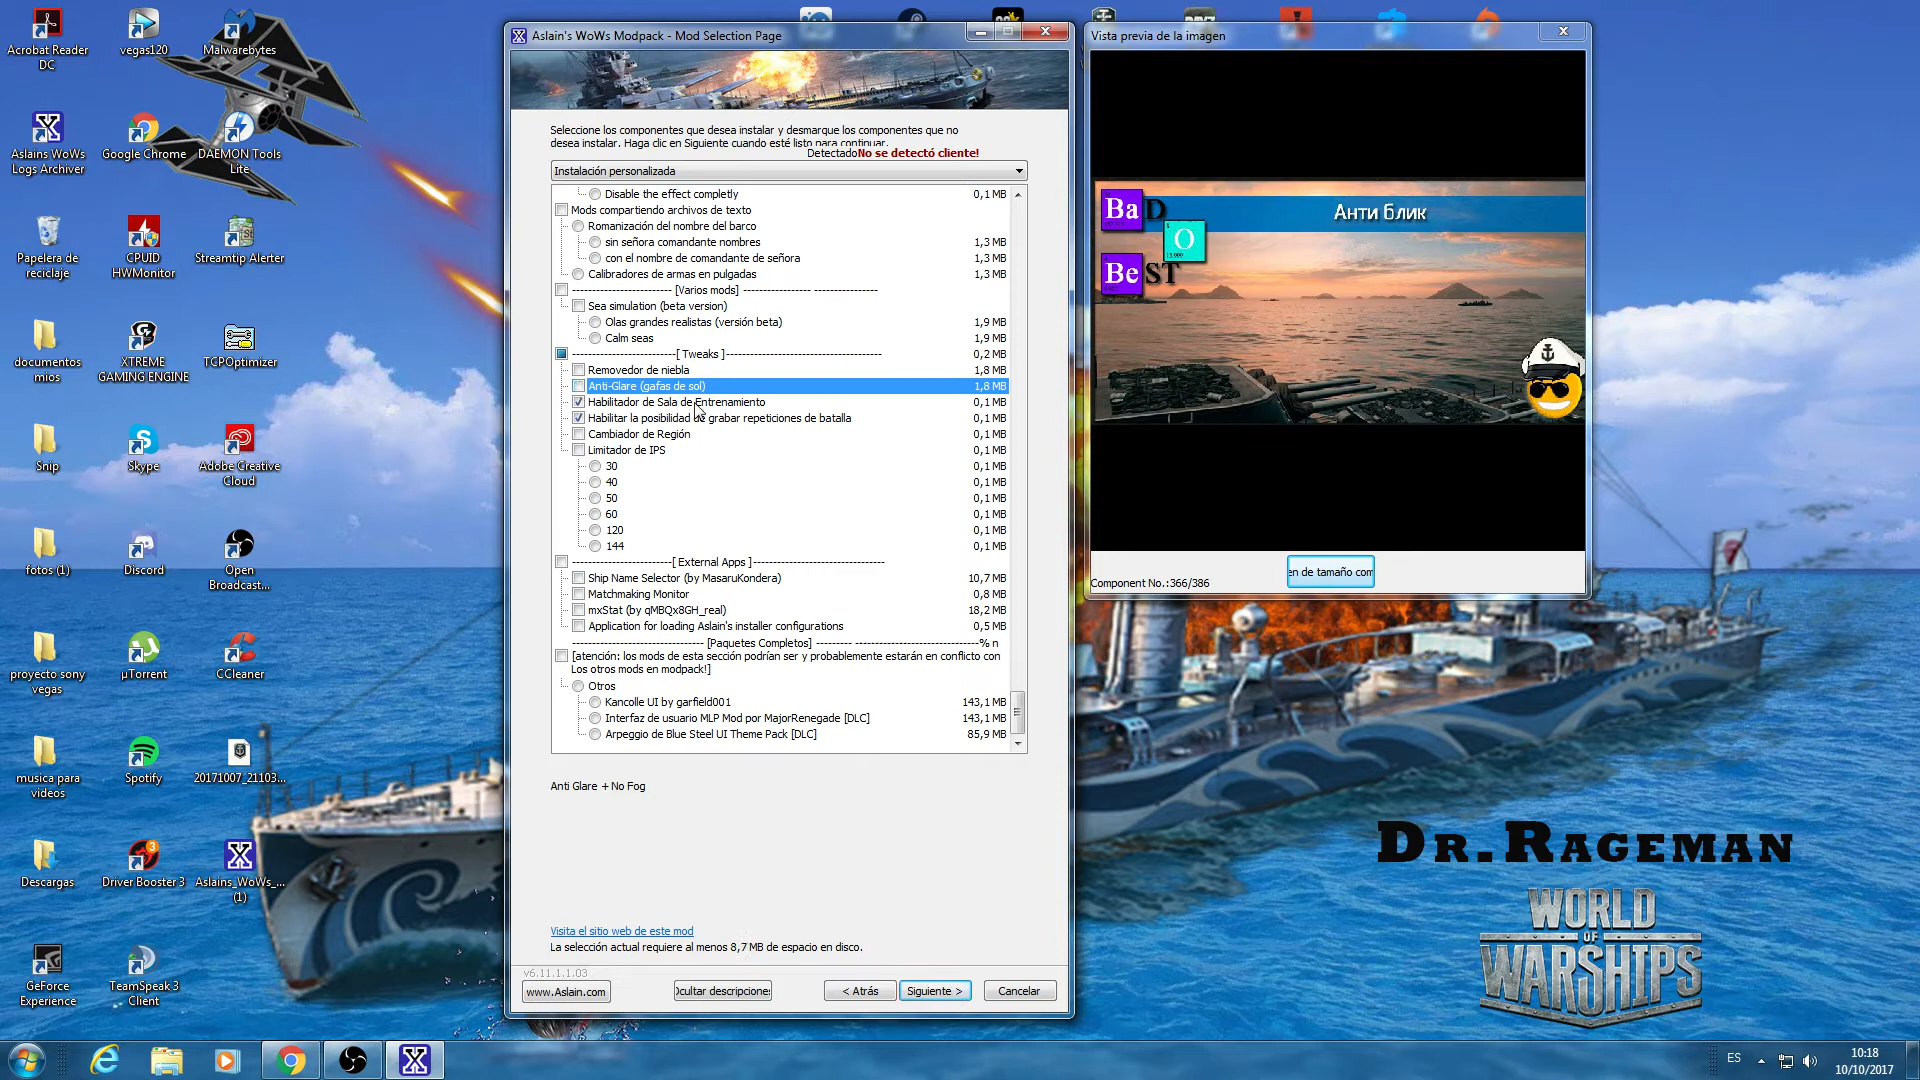 Acrobat Reader DC
vegas120
Malwarebytes
Aslains WoWs Logs Archiver
Google Chrome
DAEMON Tools Lite
Papelera de reciclaje
CPUID HWMonitor
Streamtip Alerter
documentos mios
XTREME GAMING ENGINE
TCPOptimizer
Snip
Skype
Adobe Creative Cloud
fotos (1)
Discord
Open Broadcast...
proyecto sony vegas
µTorrent
CCleaner
musica para videos
Spotify
20171007_21103...
Descargas
Driver Booster 3
Aslains_WoWs_... (1)
GeForce Experience
TeamSpeak 3 Client
Aslain's WoWs Modpack - Mod Selection Page
Seleccione los componentes que desea instalar y desmarque los componentes que no
desea instalar. Haga clic en Siguiente cuando esté listo para continuar.
DetectadoNo se detectó cliente!
Instalación personalizada
Disable the effect completly 0,1 MB
Mods compartiendo archivos de texto
Romanización del nombre del barco
sin señora comandante nombres 1,3 MB
con el nombre de comandante de señora 1,3 MB
Calibradores de armas en pulgadas 1,3 MB
------------------------- [Varios mods] ----------------- ----------------
Sea simulation (beta version)
Olas grandes realistas (versión beta) 1,9 MB
Calm seas 1,9 MB
--------------------------[ Tweaks ]--------------------------------------- 0,2 MB
Removedor de niebla 1,8 MB
Anti-Glare (gafas de sol) 1,8 MB
Habilitador de Sala de Entrenamiento 0,1 MB
Habilitar la posibilidad de grabar repeticiones de batalla 0,1 MB
Cambiador de Región 0,1 MB
Limitador de IPS 0,1 MB
30 0,1 MB
40 0,1 MB
50 0,1 MB
60 0,1 MB
120 0,1 MB
144 0,1 MB
-------------------------[ External Apps ]---------------------------------
Ship Name Selector (by MasaruKondera) 10,7 MB
Matchmaking Monitor 0,8 MB
mxStat (by qMBQx8GH_real) 18,2 MB
Application for loading Aslain's installer configurations 0,5 MB
--------------------------------- [Paquetes Completos] --------- -------------------------------% n
[atención: los mods de esta sección podrían ser y probablemente estarán en conflicto con
Los otros mods en modpack!]
Otros
Kancolle UI by garfield001 143,1 MB
Interfaz de usuario MLP Mod por MajorRenegade [DLC] 143,1 MB
Arpeggio de Blue Steel UI Theme Pack [DLC] 85,9 MB
Anti Glare + No Fog
Visita el sitio web de este mod
La selección actual requiere al menos 8,7 MB de espacio en disco.
v6.11.1.1.03
www.Aslain.com
Ocultar descripciones
< Atrás
Siguiente >
Cancelar
Vista previa de la imagen
Анти блик
BaD
O
BeST
Component No.:366/386
en de tamaño com
DR.RAGEMAN
WORLD
OF
WARSHIPS
ES
10:18
10/10/2017